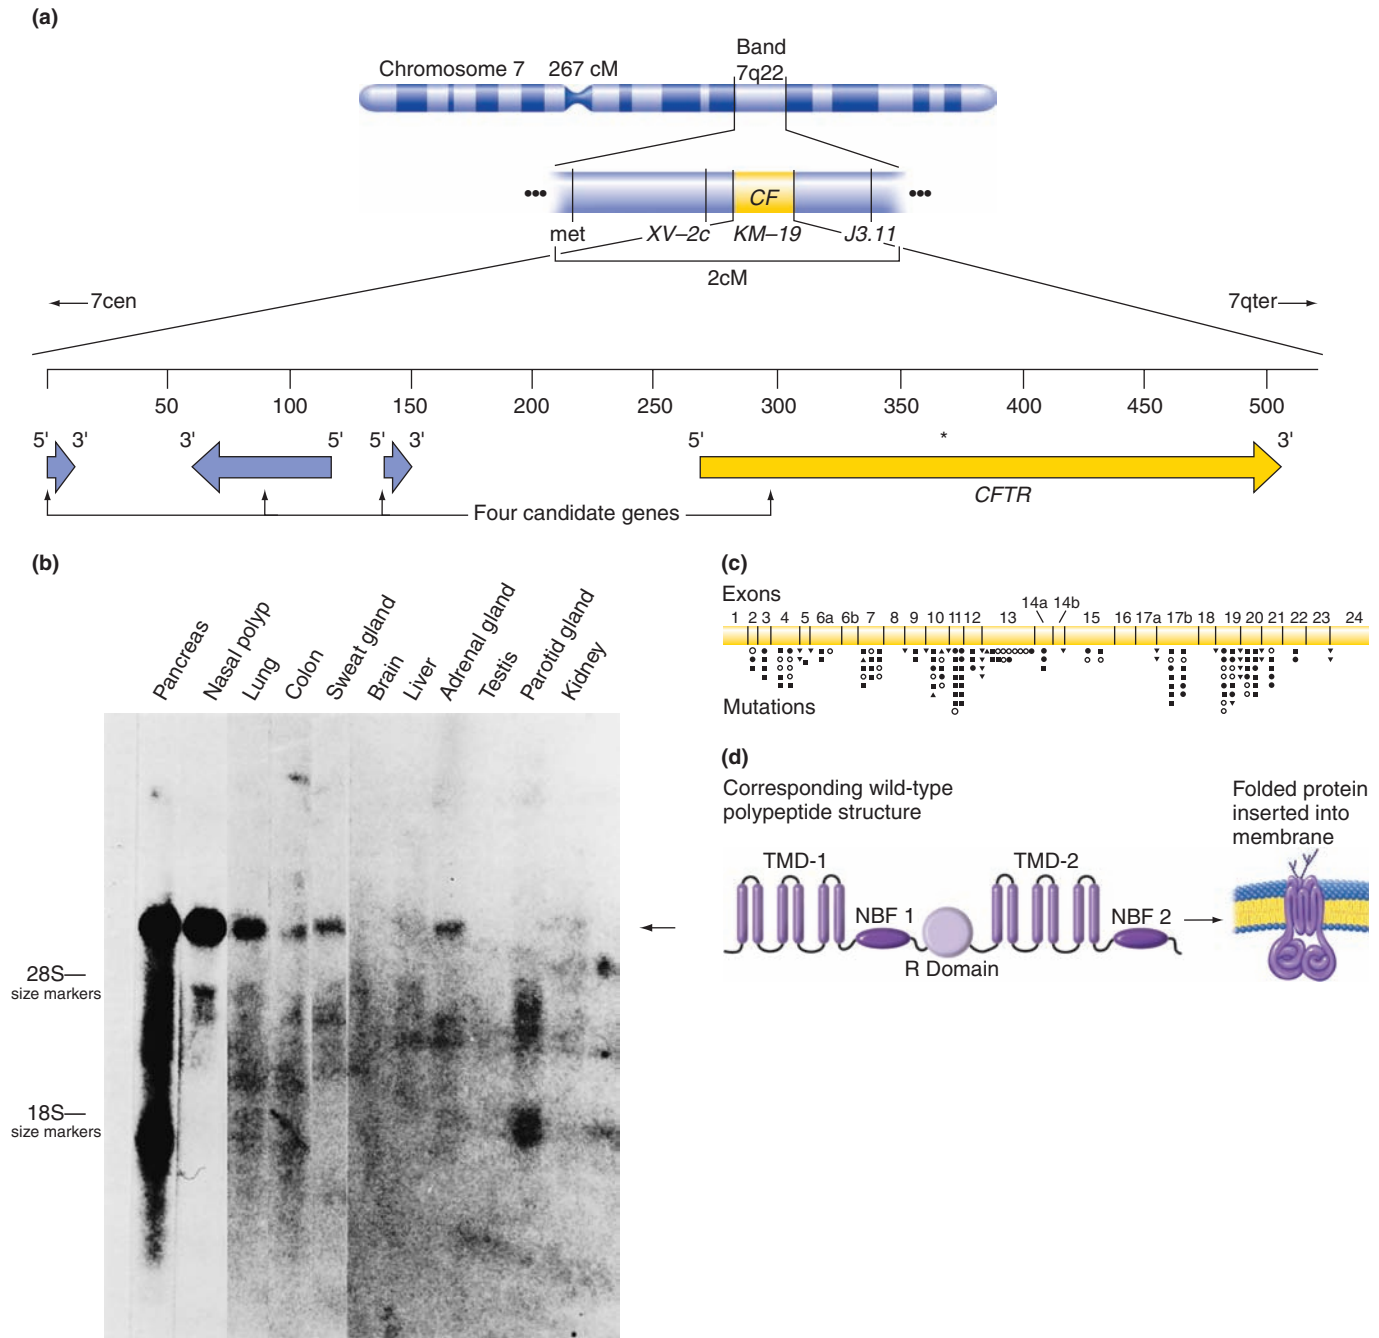 (a)
Band
Chromosome 7 267 cM 7q22
CF
met XV–2c KM–19 J3.11
2cM
7cen 7qter
50 100 150 200 250 300 350 400 450 500
5' 3' 3' 5' 5' 3' 5' * 3'
CFTR
Four candidate genes
(b)
Pancreas
Nasal polyp
Lung
Colon
Sweat gland
Brain
Liver
Adrenal gland
Testis
Parotid gland
Kidney
28S
size markers
18S
size markers
(c)
Exons
1 2 3 4 5 6a 6b 7 8 9 10 11 12 13 14a 14b 15 16 17a 17b 18 19 20 21 22 23 24
Mutations
(d)
Corresponding wild-type
polypeptide structure
Folded protein
inserted into
membrane
TMD-1 TMD-2
NBF 1 NBF 2
R Domain